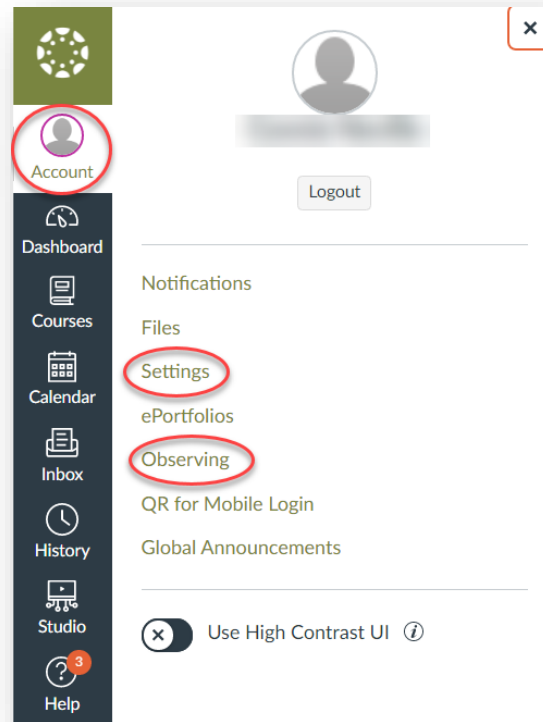 Account
Dashboard
Courses
Calendar
Inbox
History
Studio
3
Help
Logout
Notifications
Files
Settings
ePortfolios
Observing
QR for Mobile Login
Global Announcements
Use High Contrast UI